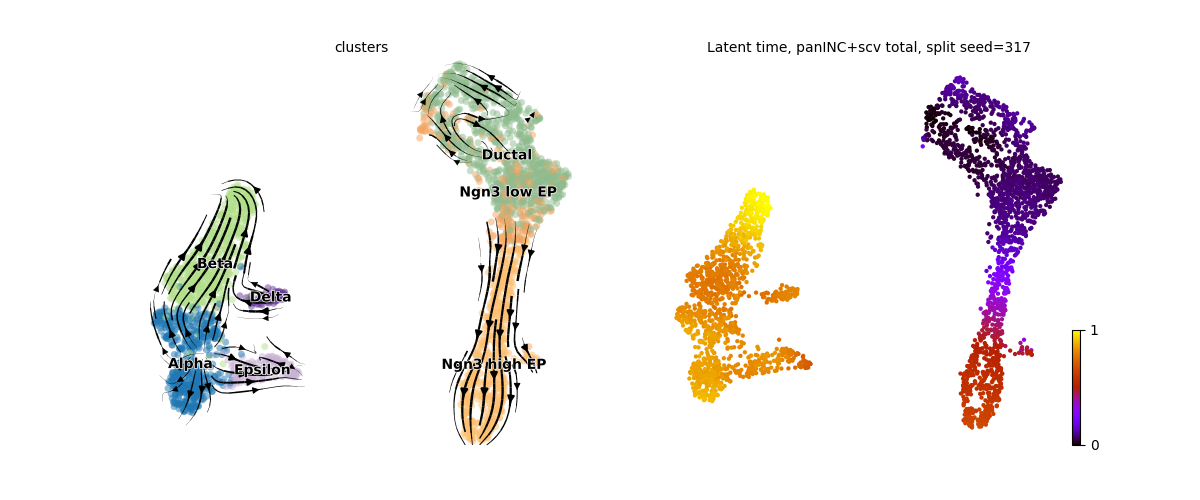 clusters
Latent time, panINC+scv total, split seed=317
Ductal
Ngn3 low EP
Beta
Delta
Alpha
Epsilon
Ngn3 high EP
1
0